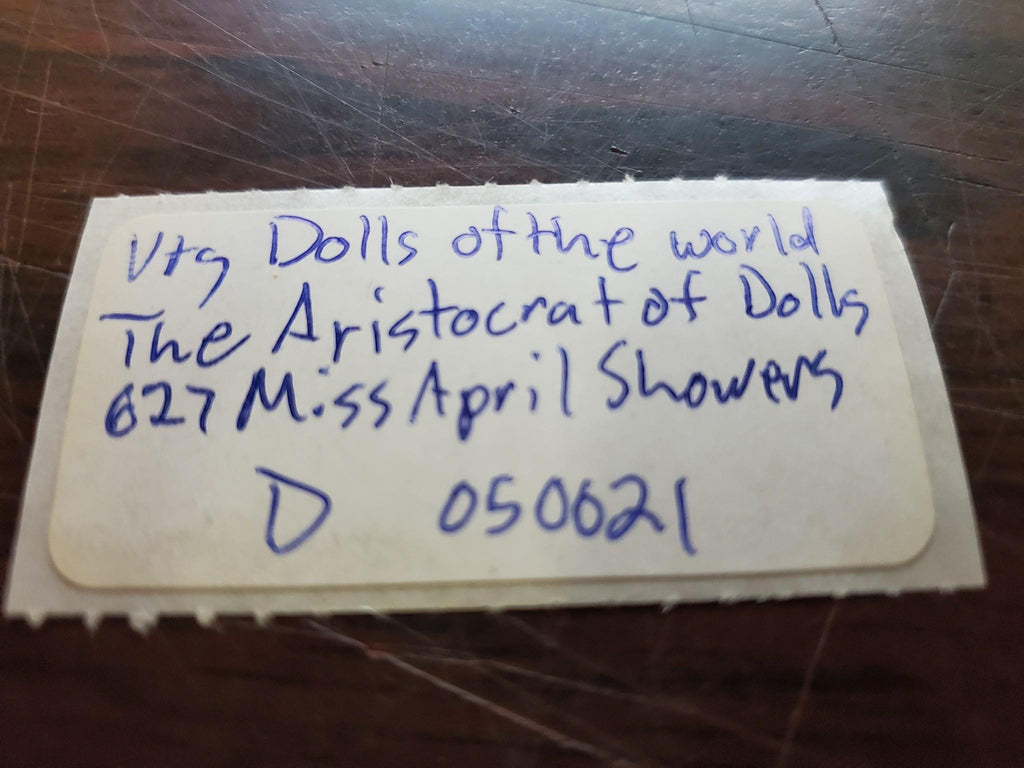 Vtg Dolls of the world
The Aristocrat of Dolls
627 Miss April Showers
D 050621